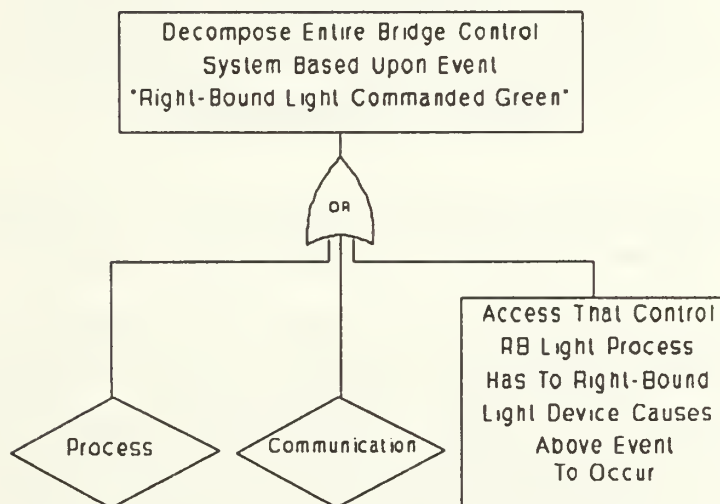 Decompose Entire Bridge Control
System Based Upon Event
"Right-Bound Light Commanded Green"
OR
Process
Communication
Access That Control
RB Light Process
Has To Right-Bound
Light Device Causes
Above Event
To Occur